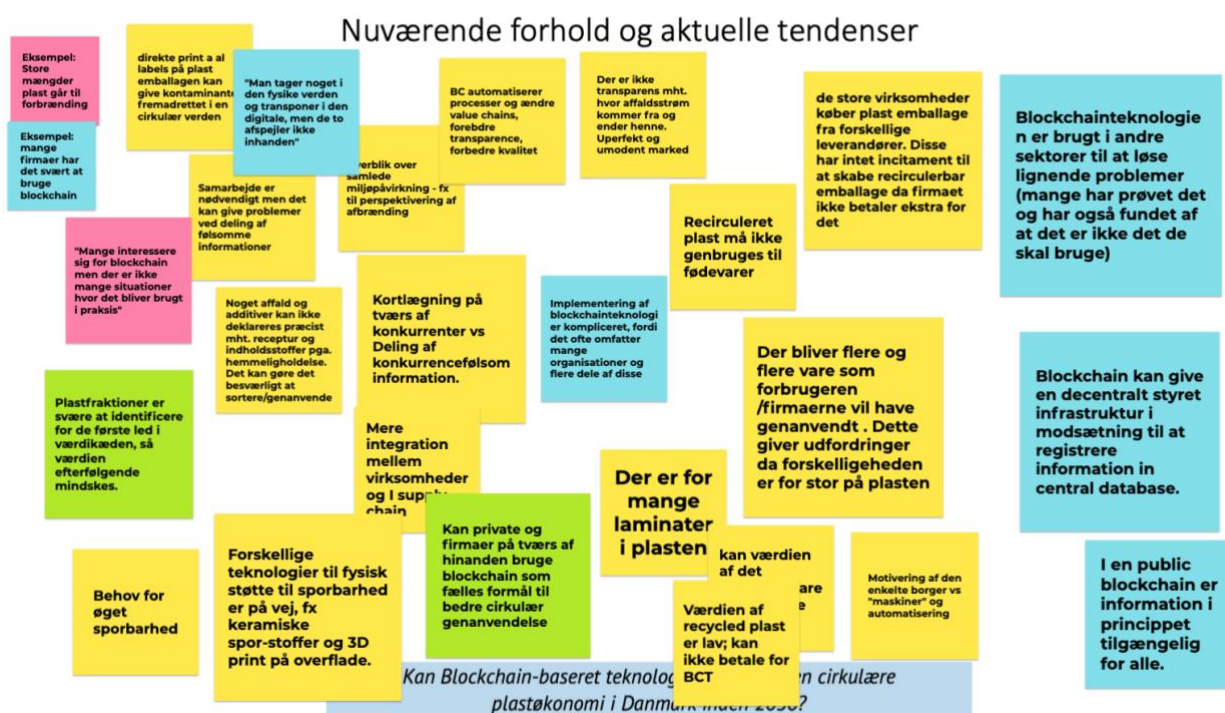 Nuværende forhold og aktuelle tendenser
Eksempel:
Store
mængder
plast går til
forbrænding
Eksempel:
mange
firmaer har
det svært at
bruge
blockchain
direkte print a al
labels på plast
emballagen kan
give kontaminante
fremadrettet i en
cirkulær verden
"Man tager noget i
den fysike verden
og transponer i den
digitale, men de to
afspejler ikke
inhanden"
BC automatiserer
processer og ændre
value chains,
forebdre
transparence,
forbedre kvalitet
Der er ikke
transparens mht.
hvor affaldsstrøm
kommer fra og
ender henne.
Uperfekt og
umodent marked
de store virksomheder
køber plast emballage
fra forskellige
leverandører. Disse
har intet incitament til
at skabe recirculerbar
emballage da firmaet
ikke betaler ekstra for
det
Blockchainteknologie
n er brugt i andre
sektorer til at løse
lignende problemer
(mange har prøvet det
og har også fundet af
at det er ikke det de
skal bruge)
Samarbejde er
nødvendigt men det
kan give problemer
ved deling af
følsomme
informationer
verblik over
samlede
miljøpåvirkning - fx
til perspektivering af
afbrænding
Recirculeret
plast må ikke
genbruges til
fødevarer
"Mange interessere
sig for blockchain
men der er ikke
mange situationer
hvor det bliver brugt
i praksis"
Noget affald og
additiver kan ikke
deklareres præcist
mht. receptur og
indholdsstoffer pga.
hemmeligholdelse.
Det kan gøre det
besværligt at
sortere/genanvende
Kortlægning på
tværs af
konkurrenter vs
Deling af
konkurrencefølsom
information.
Implementering af
blockchainteknologi
er kompliceret, fordi
det ofte omfatter
mange
organisationer og
flere dele af disse
Der bliver flere og
flere vare som
forbrugeren
/firmaerne vil have
genanvendt . Dette
giver udfordringer
da forskelligeheden
er for stor på plasten
Blockchain kan give
en decentralt styret
infrastruktur i
modsætning til at
registrere
information in
central database.
Plastfraktioner er
svære at identificere
for de første led i
værdikæden, så
værdien
efterfølgende
mindskes.
Mere
integration
mellem
virksomheder
og I supply
chain
Der er for
mange
laminater
i plasten
Behov for
øget
sporbarhed
Forskellige
teknologier til fysisk
støtte til sporbarhed
er på vej, fx
keramiske
spor-stoffer og 3D
print på overflade.
Kan private og
firmaer på tværs af
hinanden bruge
blockchain som
fælles formål til
bedre cirkulær
genanvendelse
kan værdien
af det
Værdien af
recycled plast
er lav; kan
ikke betale for
BCT
Motivering af den
enkelte borger vs
"maskiner" og
automatisering
I en public
blockchain er
information i
princippet
tilgængelig
for alle.
Kan Blockchain-baseret teknolog en cirkulære
plastøkonomi i Danmark inden 2030?